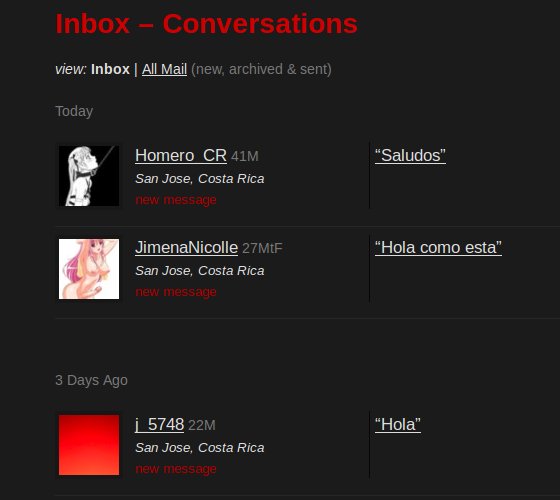 Inbox – Conversations
view: Inbox | All Mail (new, archived & sent)
Today
Homero_CR 41M
San Jose, Costa Rica
new message
“Saludos”
JimenaNicolle 27MtF
San Jose, Costa Rica
new message
“Hola como esta”
3 Days Ago
j_5748 22M
San Jose, Costa Rica
new message
“Hola”